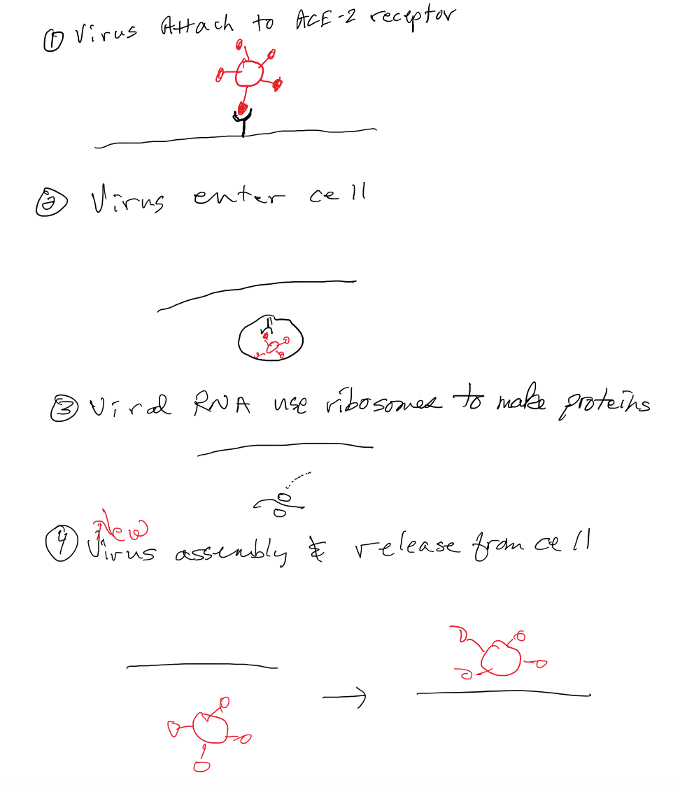 ① Virus Attach to ACE-2 receptor
② Virus enter cell
③ Viral RNA use ribosomes to make proteins
New
④ Virus assembly & release from cell